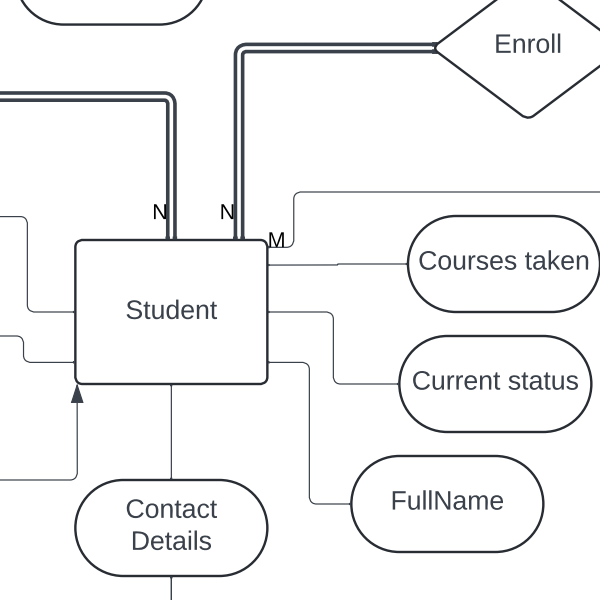 Enroll
N
N
M
Courses taken
Student
Current status
FullName
Contact
Details